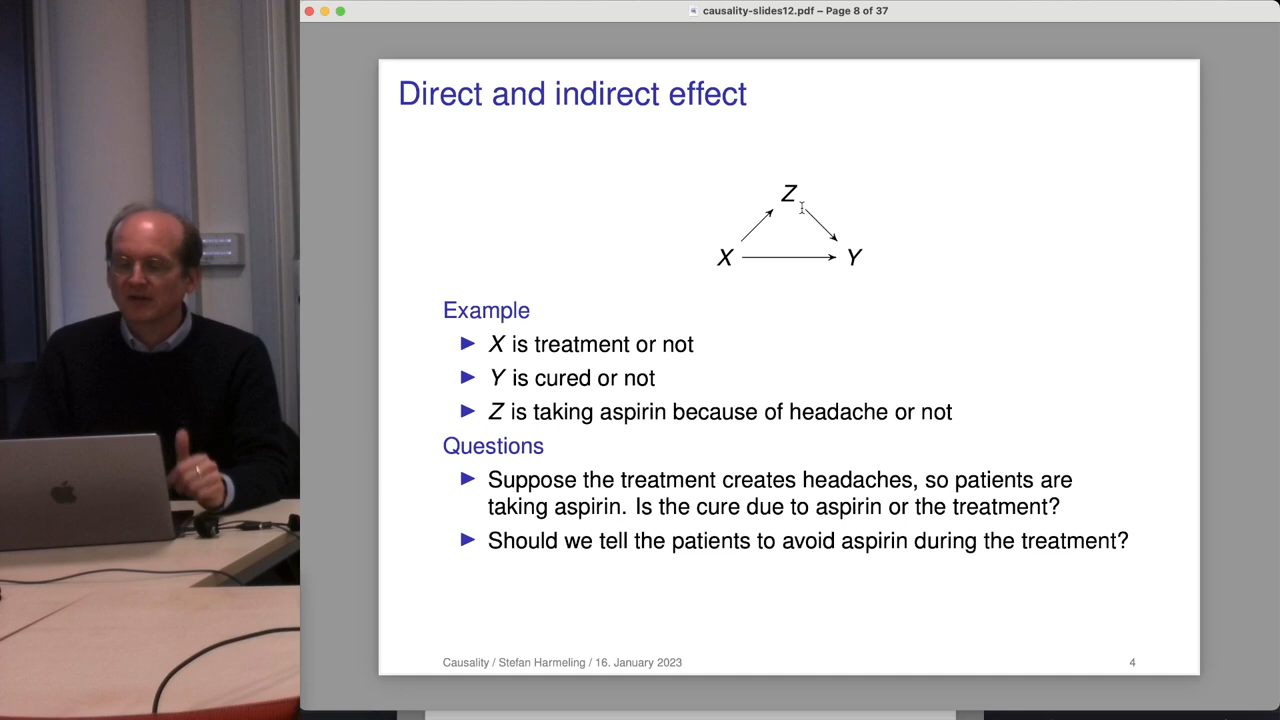 causality-slides12.pdf – Page 8 of 37
Direct and indirect effect
Z
X
Y
Example
X is treatment or not
Y is cured or not
Z is taking aspirin because of headache or not
Questions
Suppose the treatment creates headaches, so patients are
taking aspirin. Is the cure due to aspirin or the treatment?
Should we tell the patients to avoid aspirin during the treatment?
Causality / Stefan Harmeling / 16. January 2023
4